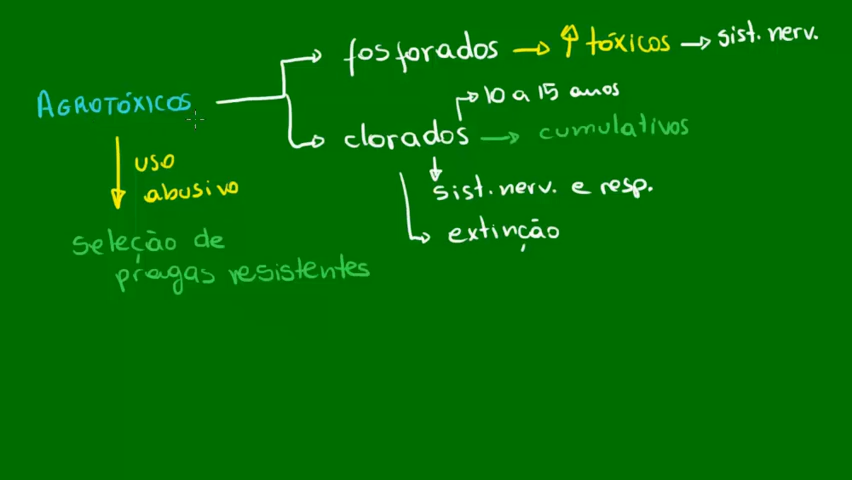 fosforados → ↑ tóxicos → sist. nerv.
AGROTÓXICOS
→ 10 a 15 anos
clorados → cumulativos
uso
abusivo
sist. nerv. e resp.
extinção
seleção de
pragas resistentes